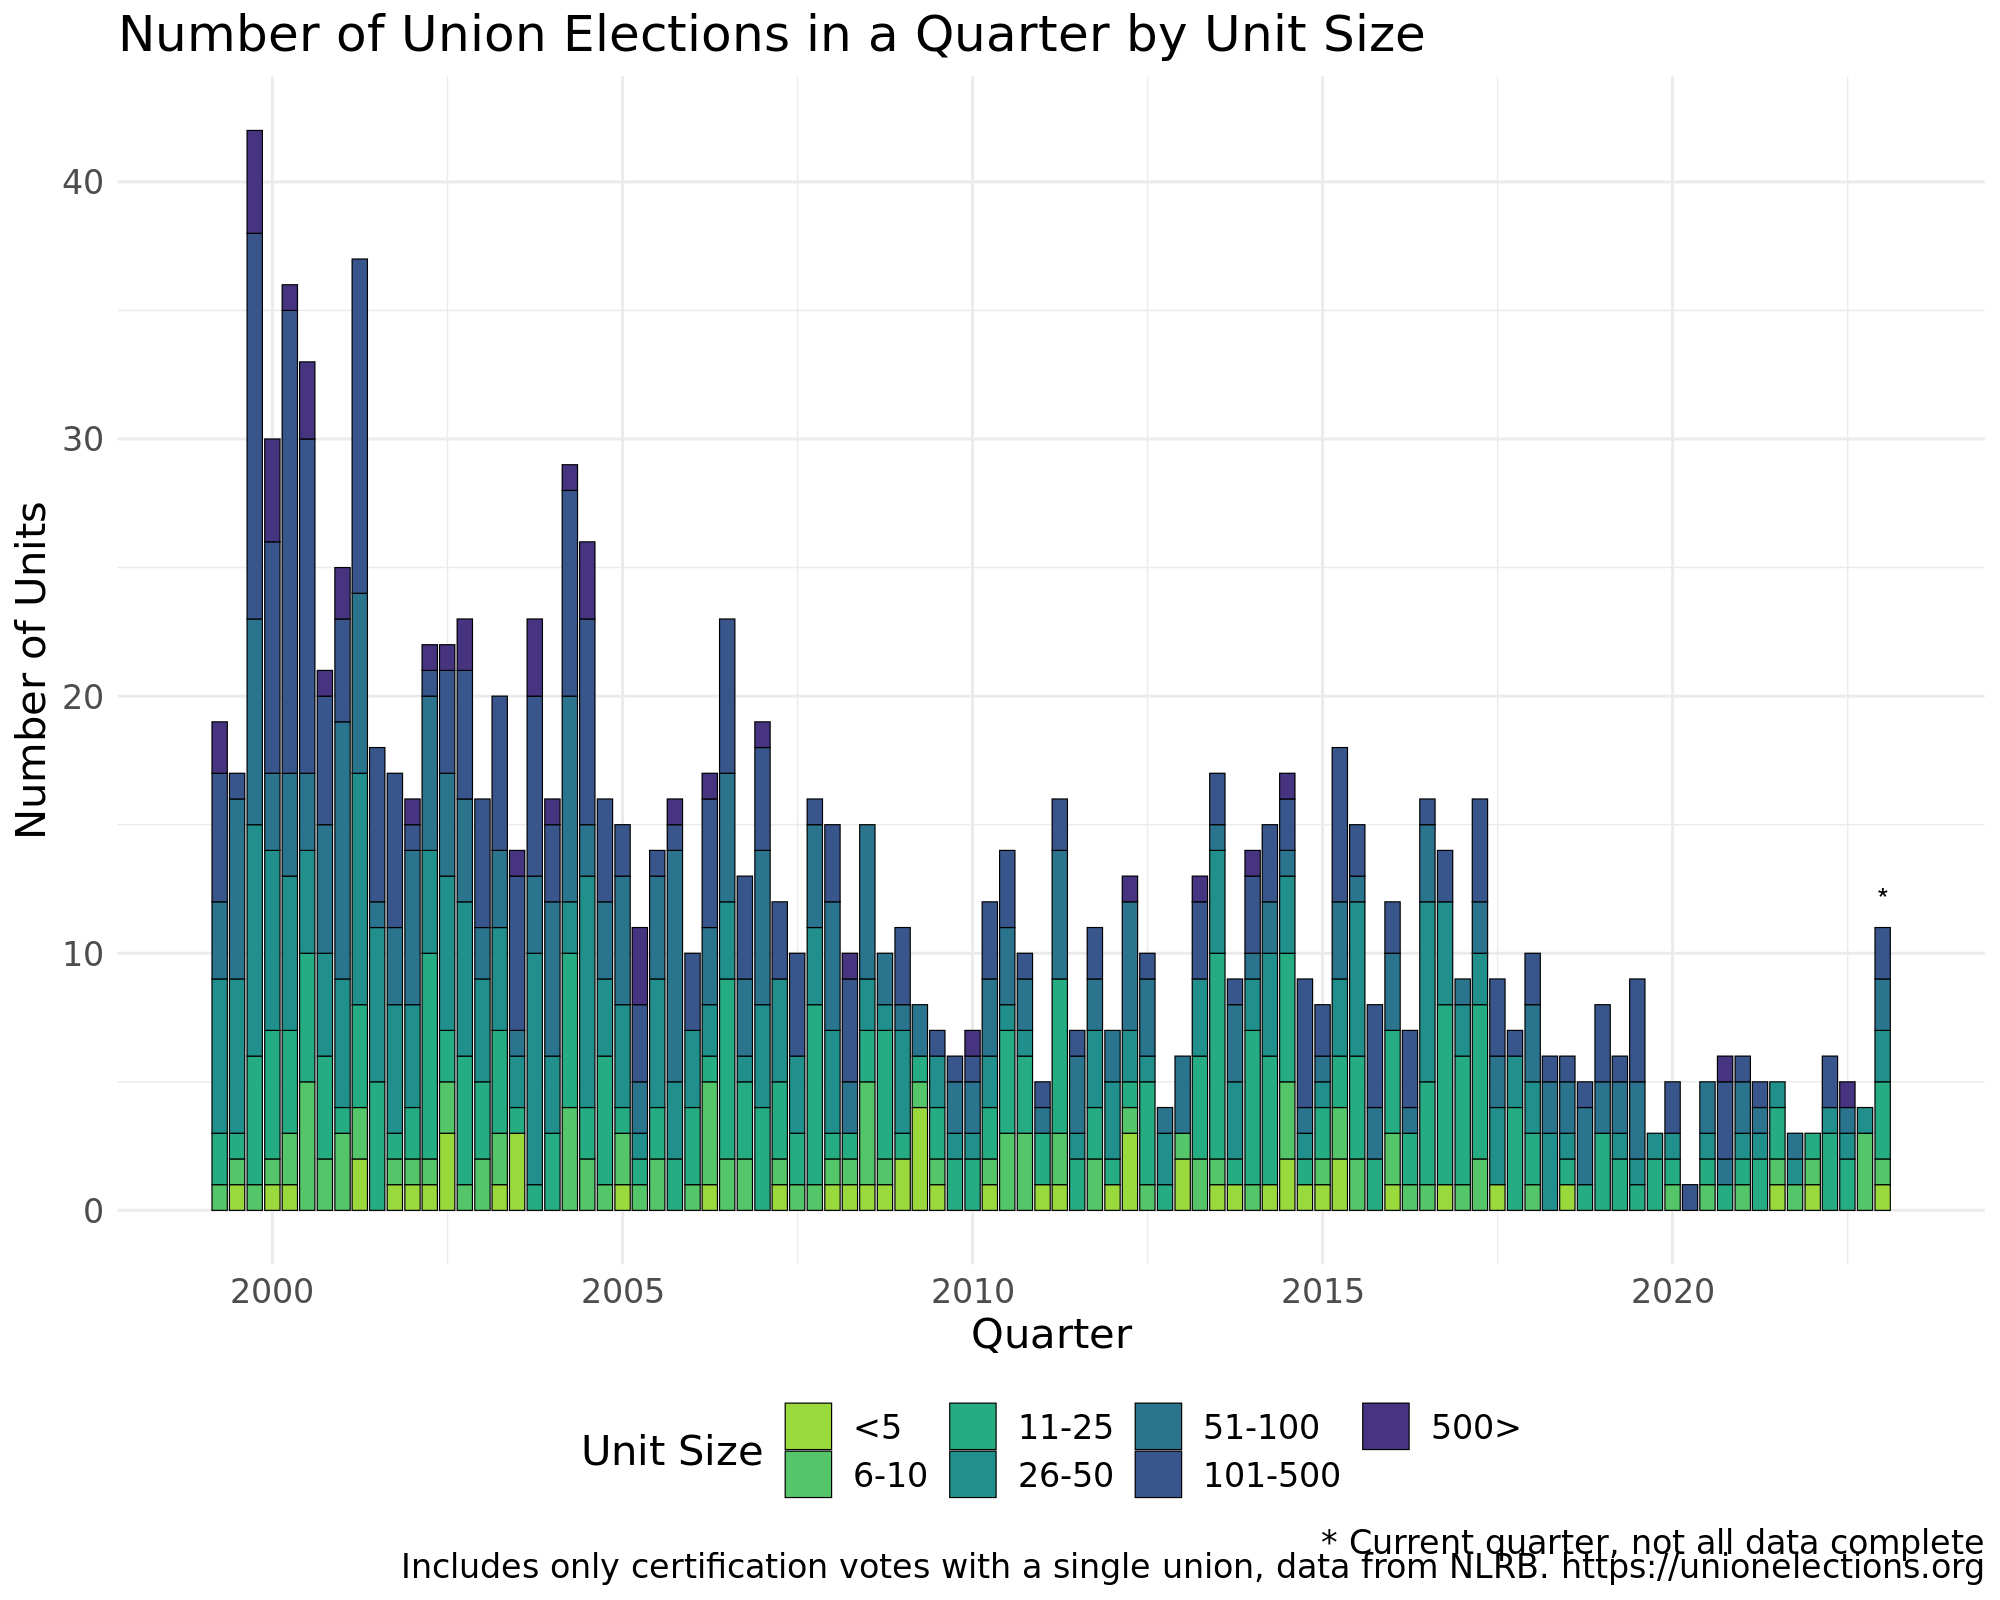 Number of Union Elections in a Quarter by Unit Size
Number of Units
40
30
20
10
0
*
2000 2005 2010 2015 2020
Quarter
Unit Size
<5 11-25 51-100 500>
6-10 26-50 101-500
* Current quarter, not all data complete
Includes only certification votes with a single union, data from NLRB. https://unionelections.org